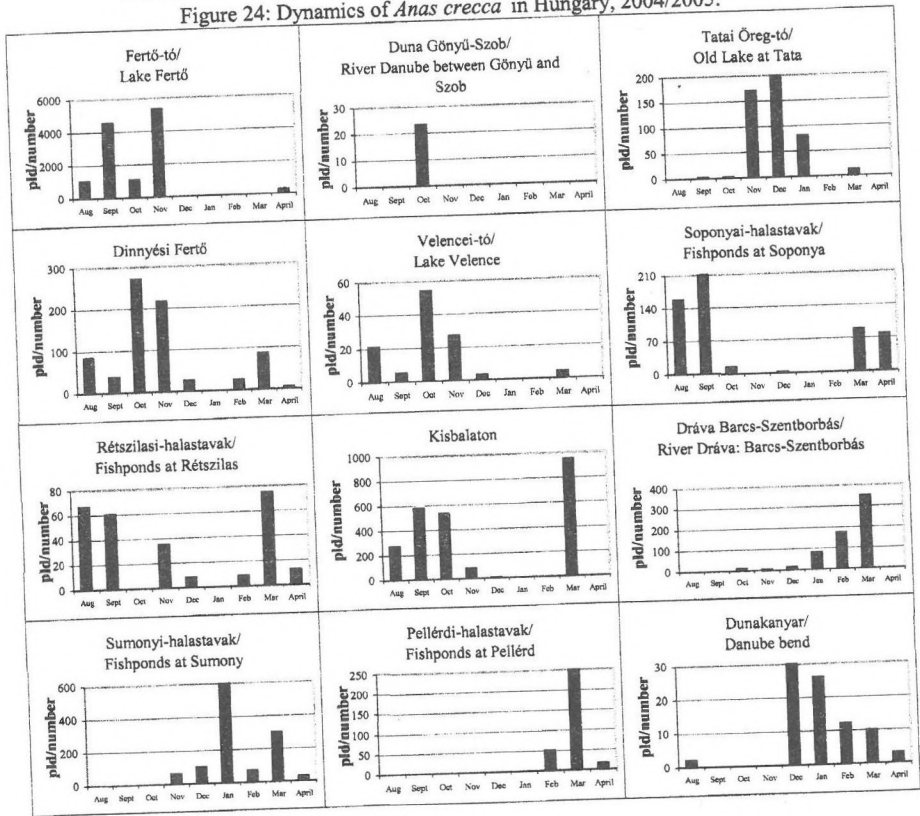 Figure 24: Dynamics of Anas crecca in Hungary, 2004/2005.
Fertő-tó/
Lake Fertő
pld/number
6000
4000
2000
0
Aug Sept Oct Nov Dec Jan Feb Mar April
Duna Gönyű-Szob/
River Danube between Gönyű and
Szob
pld/number
30
20
10
0
Aug Sept Oct Nov Dec Jan Feb Mar April
Tatai Öreg-tó/
Old Lake at Tata
pld/number
200
150
100
50
0
Aug Sept Oct Nov Dec Jan Feb Mar April
Dinnyési Fertő
pld/number
300
200
100
0
Aug Sept Oct Nov Dec Jan Feb Mar April
Velencei-tó/
Lake Velence
pld/number
60
40
20
0
Aug Sept Oct Nov Dec Jan Feb Mar April
Soponyai-halastavak/
Fishponds at Soponya
pld/number
210
140
70
0
Aug Sept Oct Nov Dec Jan Feb Mar April
Rétszilasi-halastavak/
Fishponds at Rétszilas
pld/number
80
60
40
20
0
Aug Sept Oct Nov Dec Jan Feb Mar April
Kisbalaton
pld/number
1000
800
600
400
200
0
Aug Sept Oct Nov Dec Jan Feb Mar April
Dráva Barcs-Szentborbás/
River Dráva: Barcs-Szentborbás
pld/number
400
300
200
100
0
Aug Sept Oct Nov Dec Jan Feb Mar April
Sumonyi-halastavak/
Fishponds at Sumony
pld/number
600
400
200
0
Aug Sept Oct Nov Dec Jan Feb Mar April
Pellérdi-halastavak/
Fishponds at Pellérd
pld/number
250
200
150
100
50
0
Aug Sept Oct Nov Dec Jan Feb Mar April
Dunakanyar/
Danube bend
pld/number
30
20
10
0
Aug Sept Oct Nov Dec Jan Feb Mar April